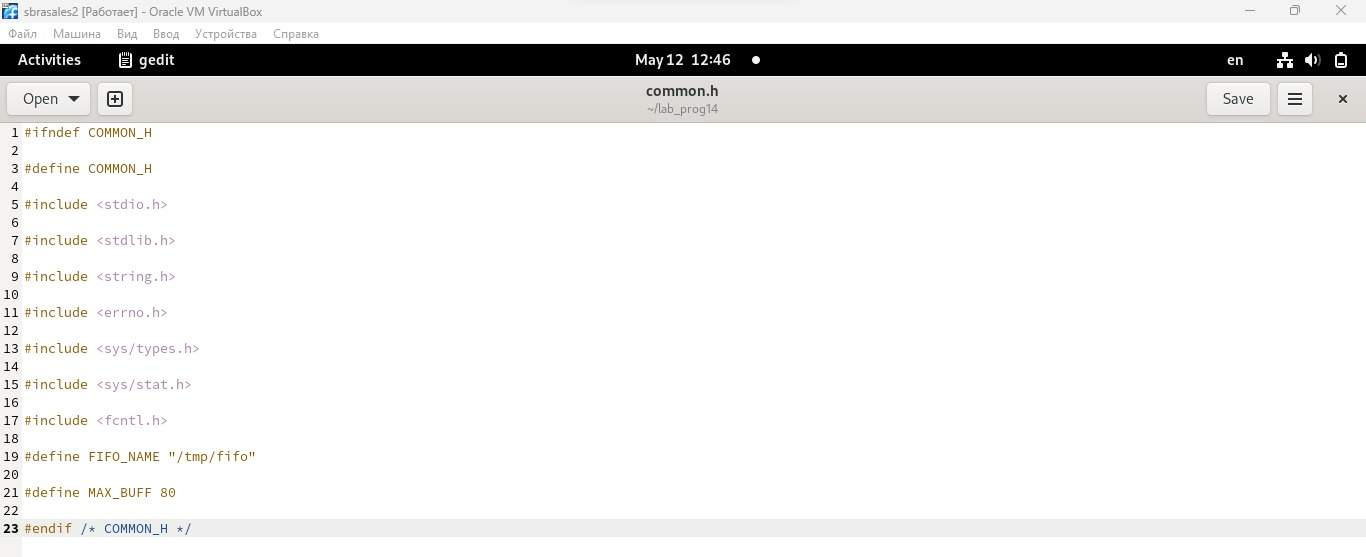 sbrasales2 [Работает] - Oracle VM VirtualBox
Файл Машина Вид Ввод Устройства Справка
Activities gedit May 12 12:46 en
Open common.h Save
~/lab_prog14
1 #ifndef COMMON_H
2
3 #define COMMON_H
4
5 #include <stdio.h>
6
7 #include <stdlib.h>
8
9 #include <string.h>
10
11 #include <errno.h>
12
13 #include <sys/types.h>
14
15 #include <sys/stat.h>
16
17 #include <fcntl.h>
18
19 #define FIFO_NAME "/tmp/fifo"
20
21 #define MAX_BUFF 80
22
23 #endif /* COMMON_H */